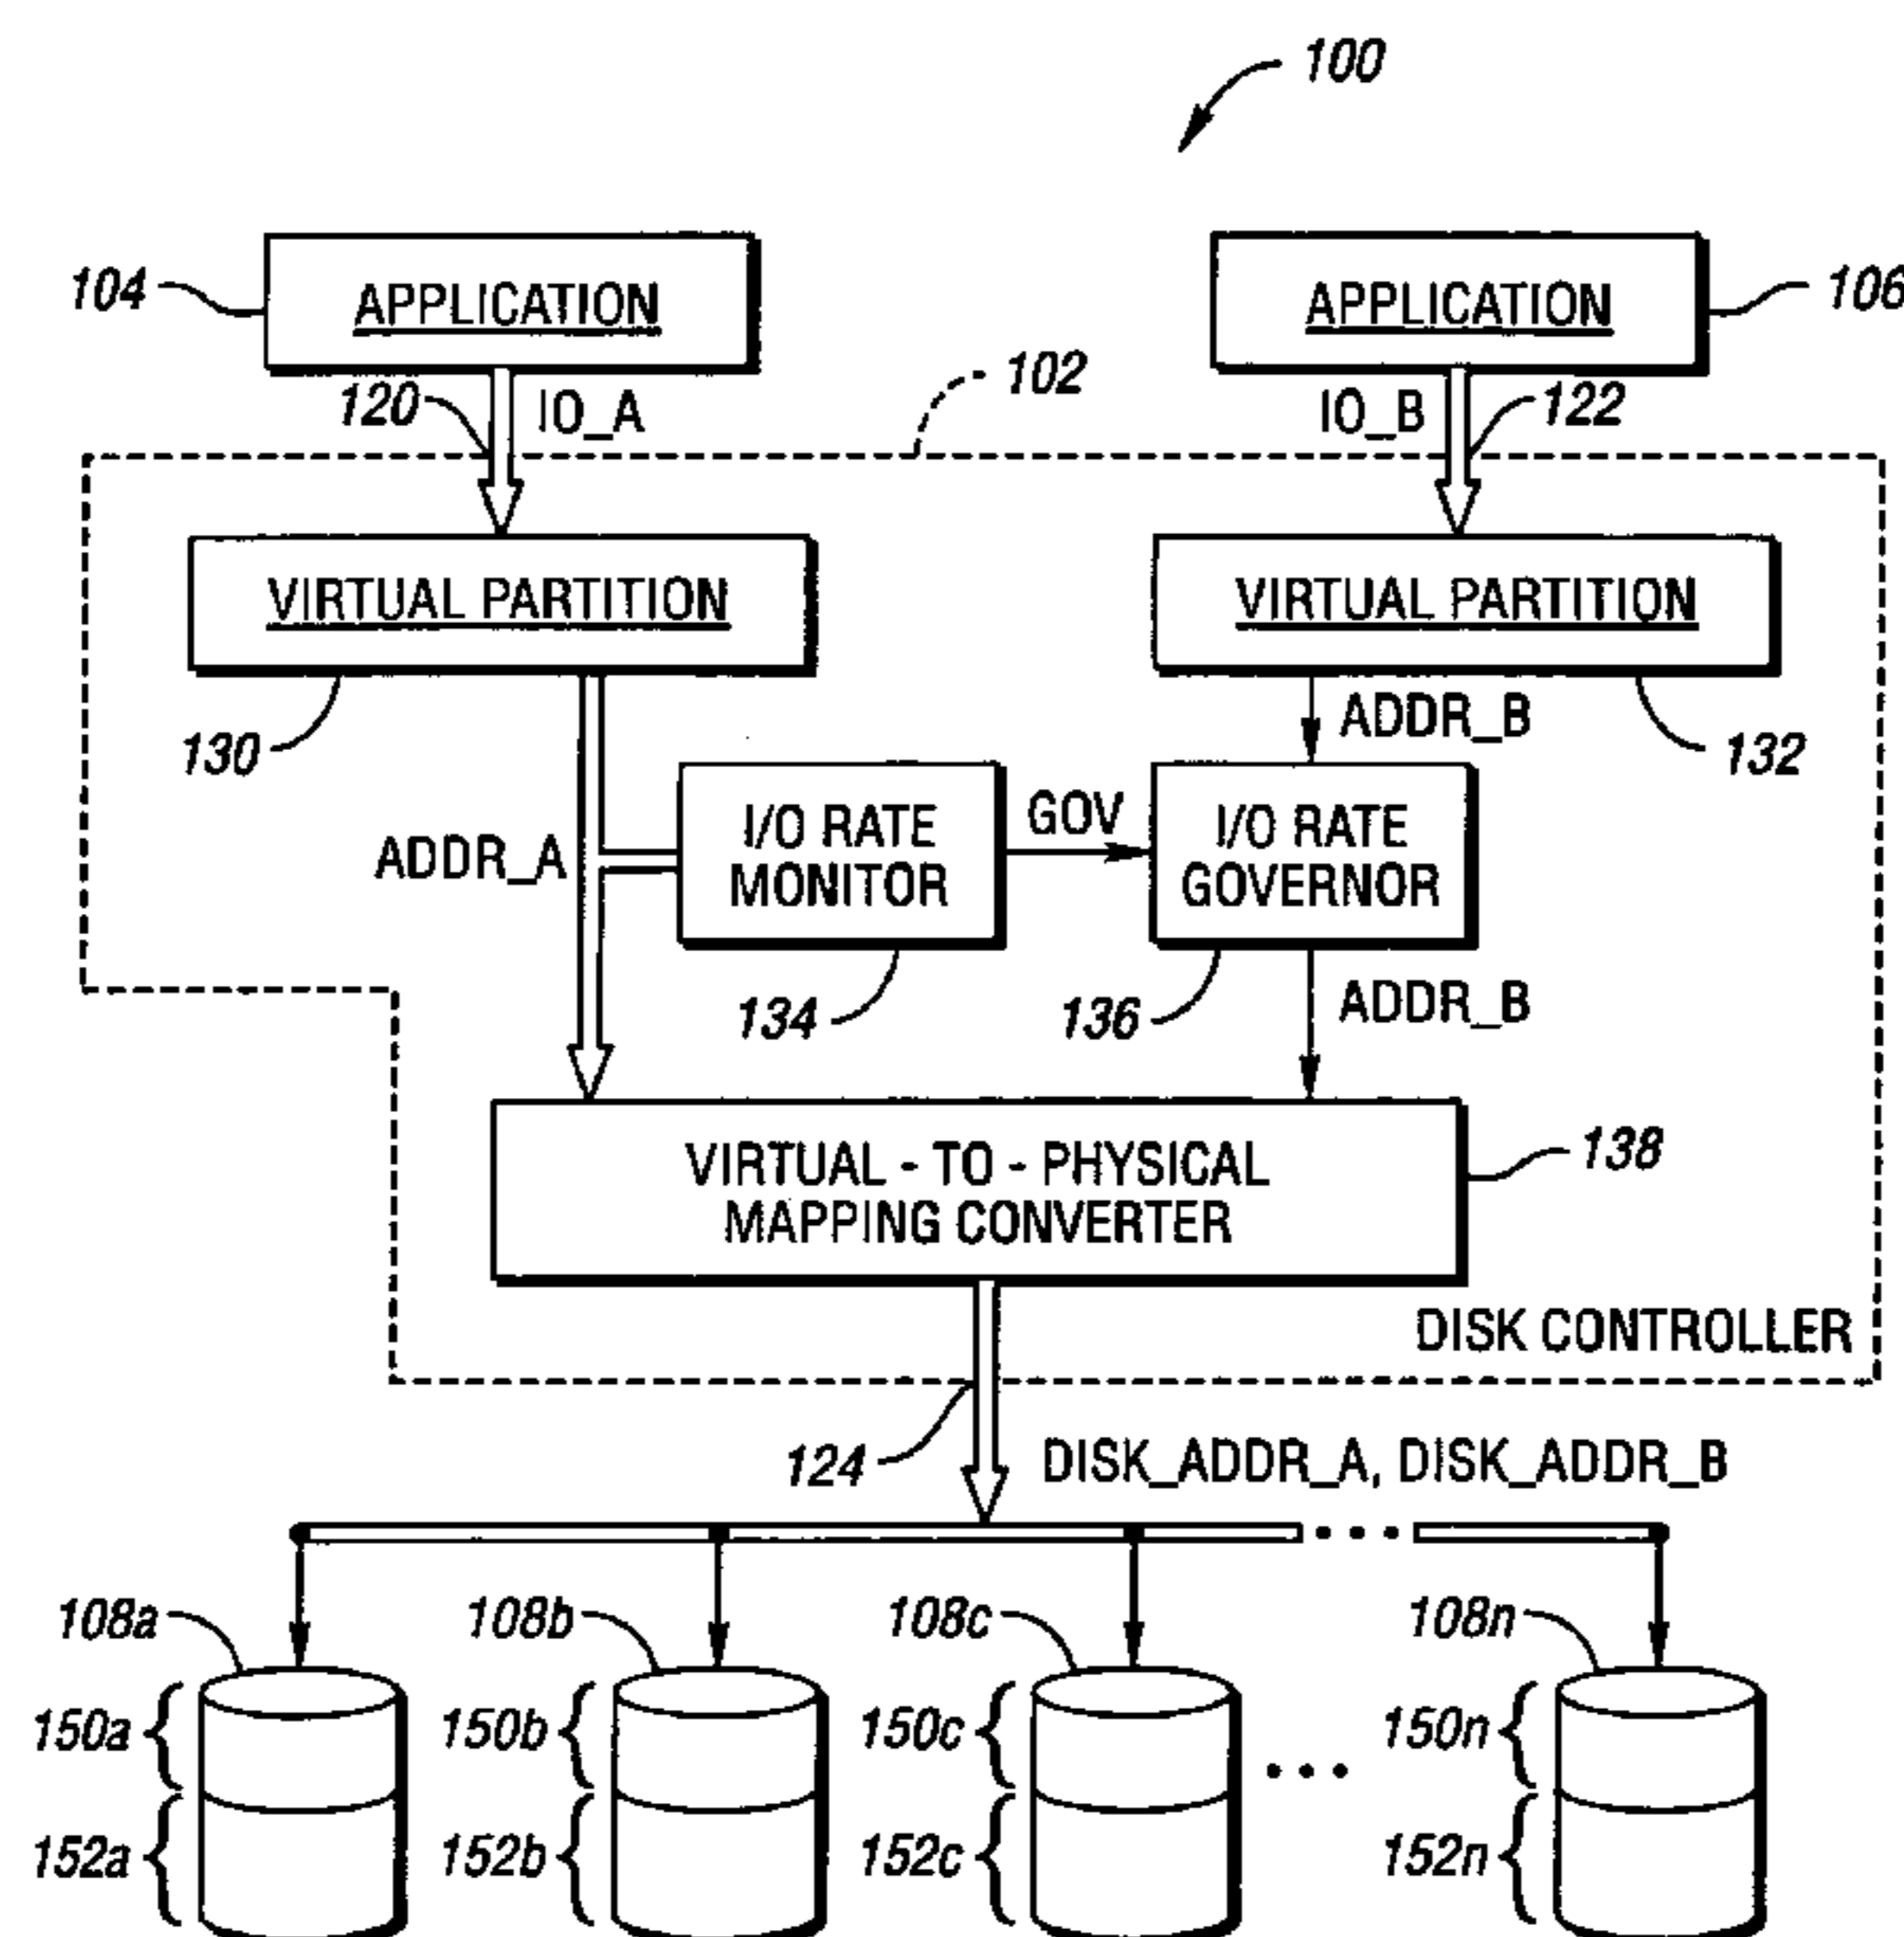 100
104
APPLICATION
APPLICATION
106
102
120
IO_A
IO_B
122
VIRTUAL PARTITION
VIRTUAL PARTITION
130
ADDR_B
132
ADDR_A
I/O RATE
MONITOR
GOV
I/O RATE
GOVERNOR
134
136
ADDR_B
VIRTUAL - TO - PHYSICAL
MAPPING CONVERTER
138
DISK CONTROLLER
124
DISK_ADDR_A, DISK_ADDR_B
108a
108b
108c
108n
150a
150b
150c
150n
152a
152b
152c
152n